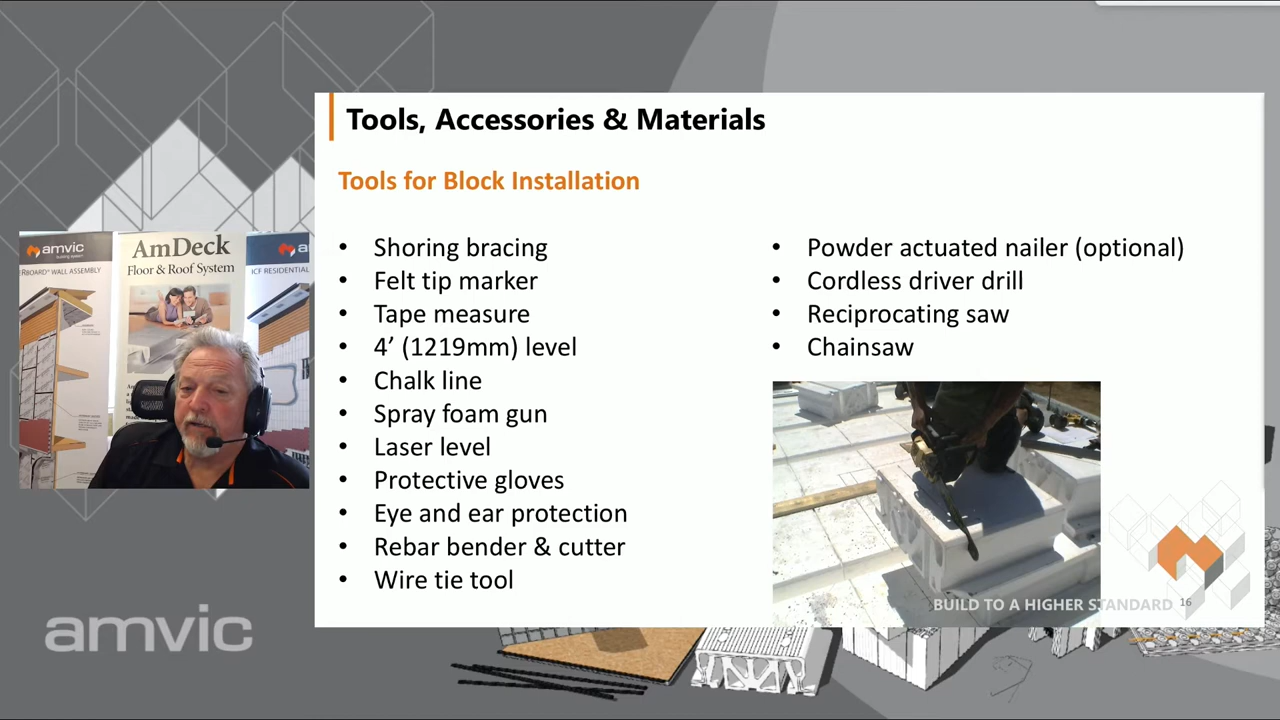 Tools, Accessories & Materials
Tools for Block Installation
• Shoring bracing
• Felt tip marker
• Tape measure
• 4’ (1219mm) level
• Chalk line
• Spray foam gun
• Laser level
• Protective gloves
• Eye and ear protection
• Rebar bender & cutter
• Wire tie tool
• Powder actuated nailer (optional)
• Cordless driver drill
• Reciprocating saw
• Chainsaw
BUILD TO A HIGHER STANDARD 16
amvic
RBOARD® WALL ASSEMBLY
AmDeck
Floor & Roof System
ICF RESIDENTIAL
amvic